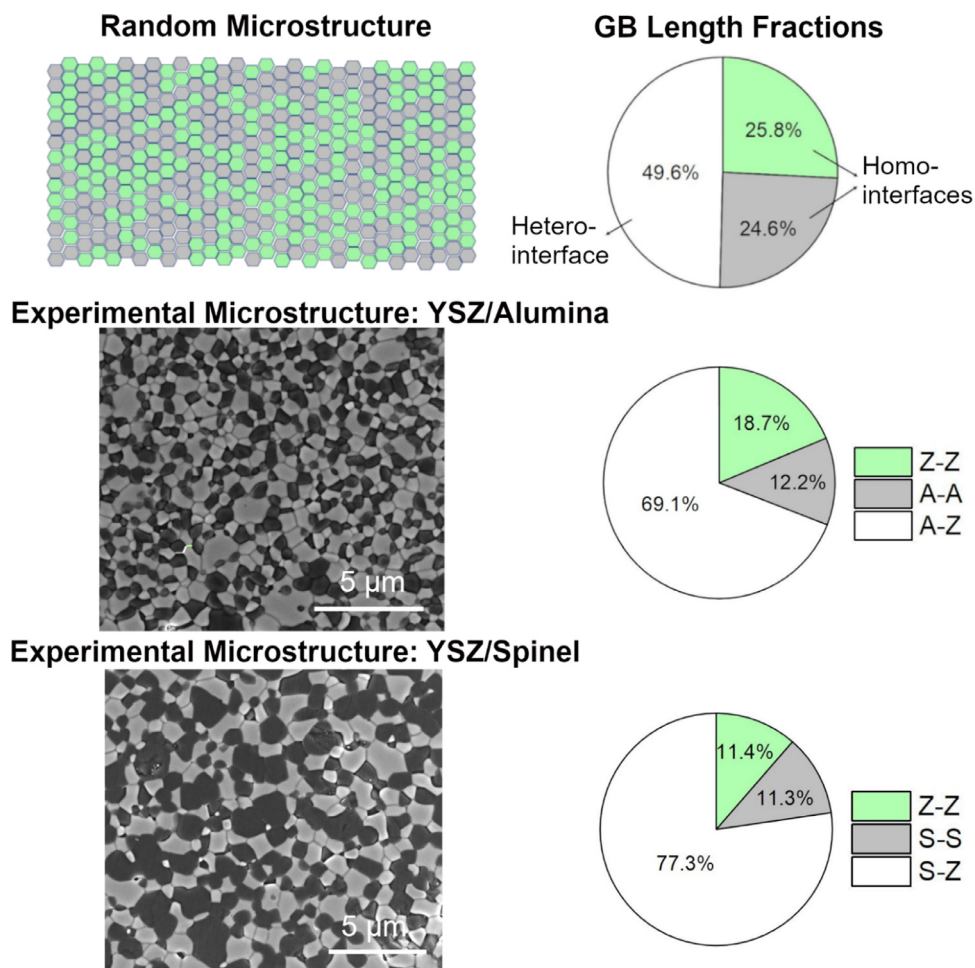 Random Microstructure
GB Length Fractions
25.8%
49.6%
24.6%
Homo-
interfaces
Hetero-
interface
Experimental Microstructure: YSZ/Alumina
5 µm
18.7%
12.2%
69.1%
Z-Z
A-A
A-Z
Experimental Microstructure: YSZ/Spinel
5 µm
11.4%
11.3%
77.3%
Z-Z
S-S
S-Z